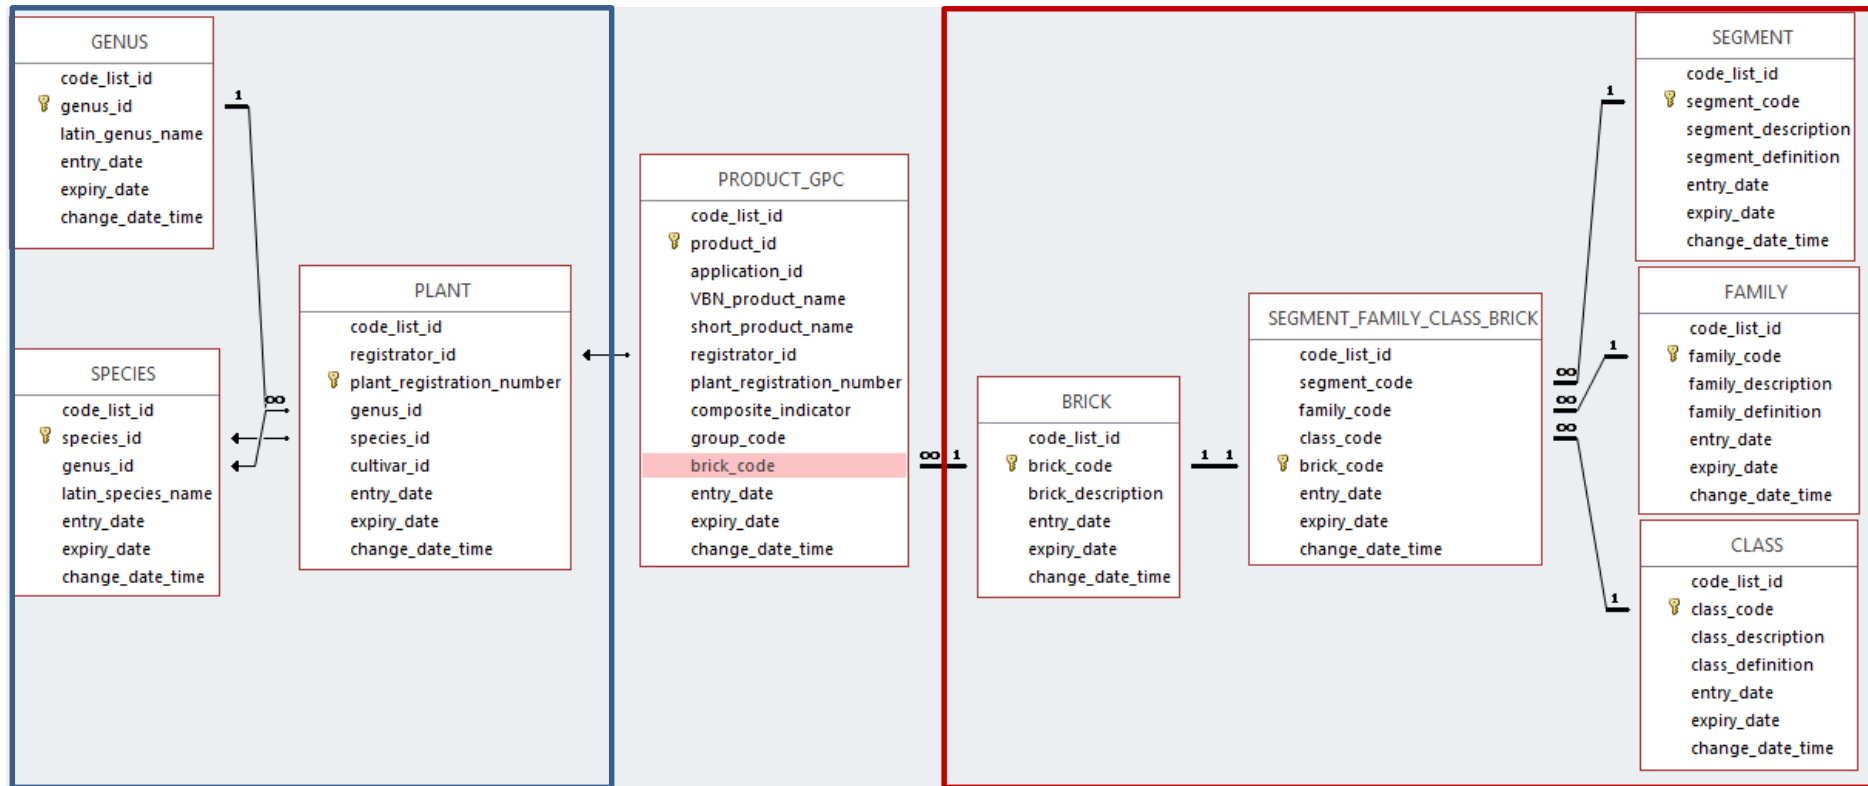 GENUS
code_list_id
genus_id
latin_genus_name
entry_date
expiry_date
change_date_time
1
SPECIES
code_list_id
species_id
genus_id
latin_species_name
entry_date
expiry_date
change_date_time
∞
PLANT
code_list_id
registrator_id
plant_registration_number
genus_id
species_id
cultivar_id
entry_date
expiry_date
change_date_time
PRODUCT_GPC
code_list_id
product_id
application_id
VBN_product_name
short_product_name
registrator_id
plant_registration_number
composite_indicator
group_code
brick_code
entry_date
expiry_date
change_date_time
∞ 1
BRICK
code_list_id
brick_code
brick_description
entry_date
expiry_date
change_date_time
1 1
SEGMENT_FAMILY_CLASS_BRICK
code_list_id
segment_code
family_code
class_code
brick_code
entry_date
expiry_date
change_date_time
∞
∞
∞
1
1
1
SEGMENT
code_list_id
segment_code
segment_description
segment_definition
entry_date
expiry_date
change_date_time
FAMILY
code_list_id
family_code
family_description
family_definition
entry_date
expiry_date
change_date_time
CLASS
code_list_id
class_code
class_description
class_definition
entry_date
expiry_date
change_date_time